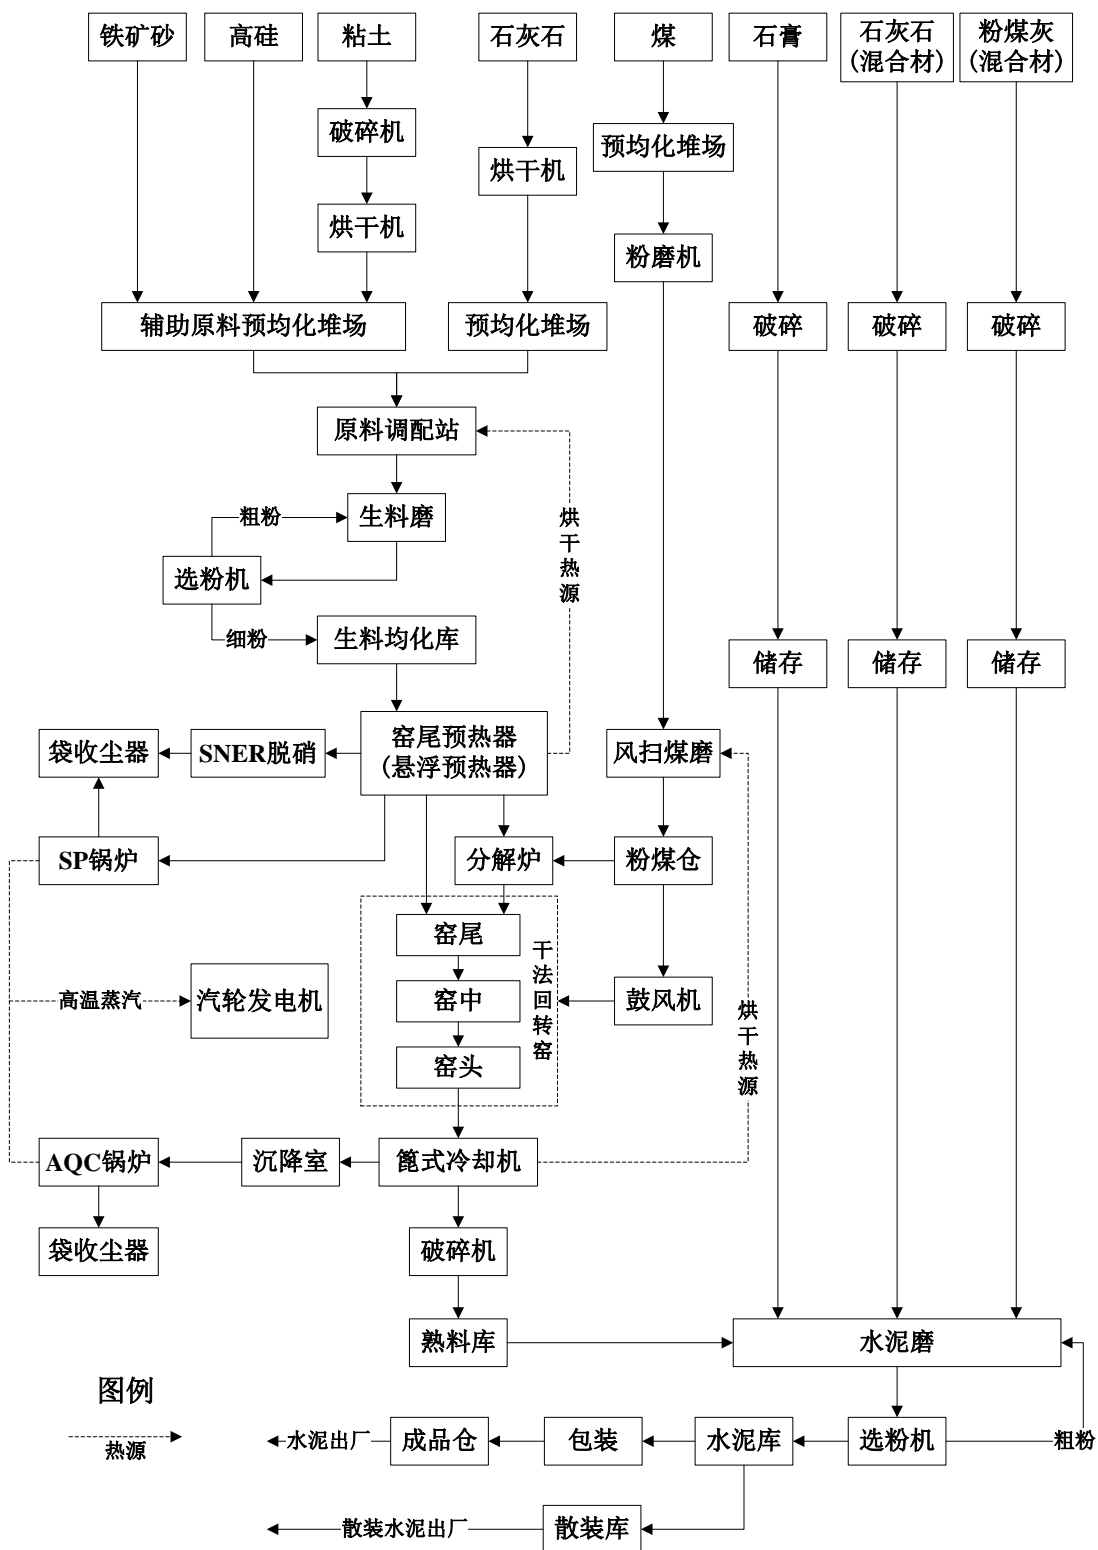 铁矿砂
高硅
粘土
石灰石
煤
石膏
石灰石
(混合材)
粉煤灰
(混合材)
破碎机
预均化堆场
烘干机
烘干机
粉磨机
辅助原料预均化堆场
预均化堆场
破碎
破碎
破碎
原料调配站
粗粉
生料磨
烘干热源
选粉机
细粉
生料均化库
储存
储存
储存
袋收尘器
SNER脱硝
窑尾预热器
(悬浮预热器)
风扫煤磨
SP锅炉
分解炉
粉煤仓
窑尾
干法回转窑
高温蒸汽
汽轮发电机
窑中
鼓风机
烘干热源
窑头
AQC锅炉
沉降室
篦式冷却机
袋收尘器
破碎机
熟料库
水泥磨
图例
热源
水泥出厂
成品仓
包装
水泥库
选粉机
粗粉
散装水泥出厂
散装库